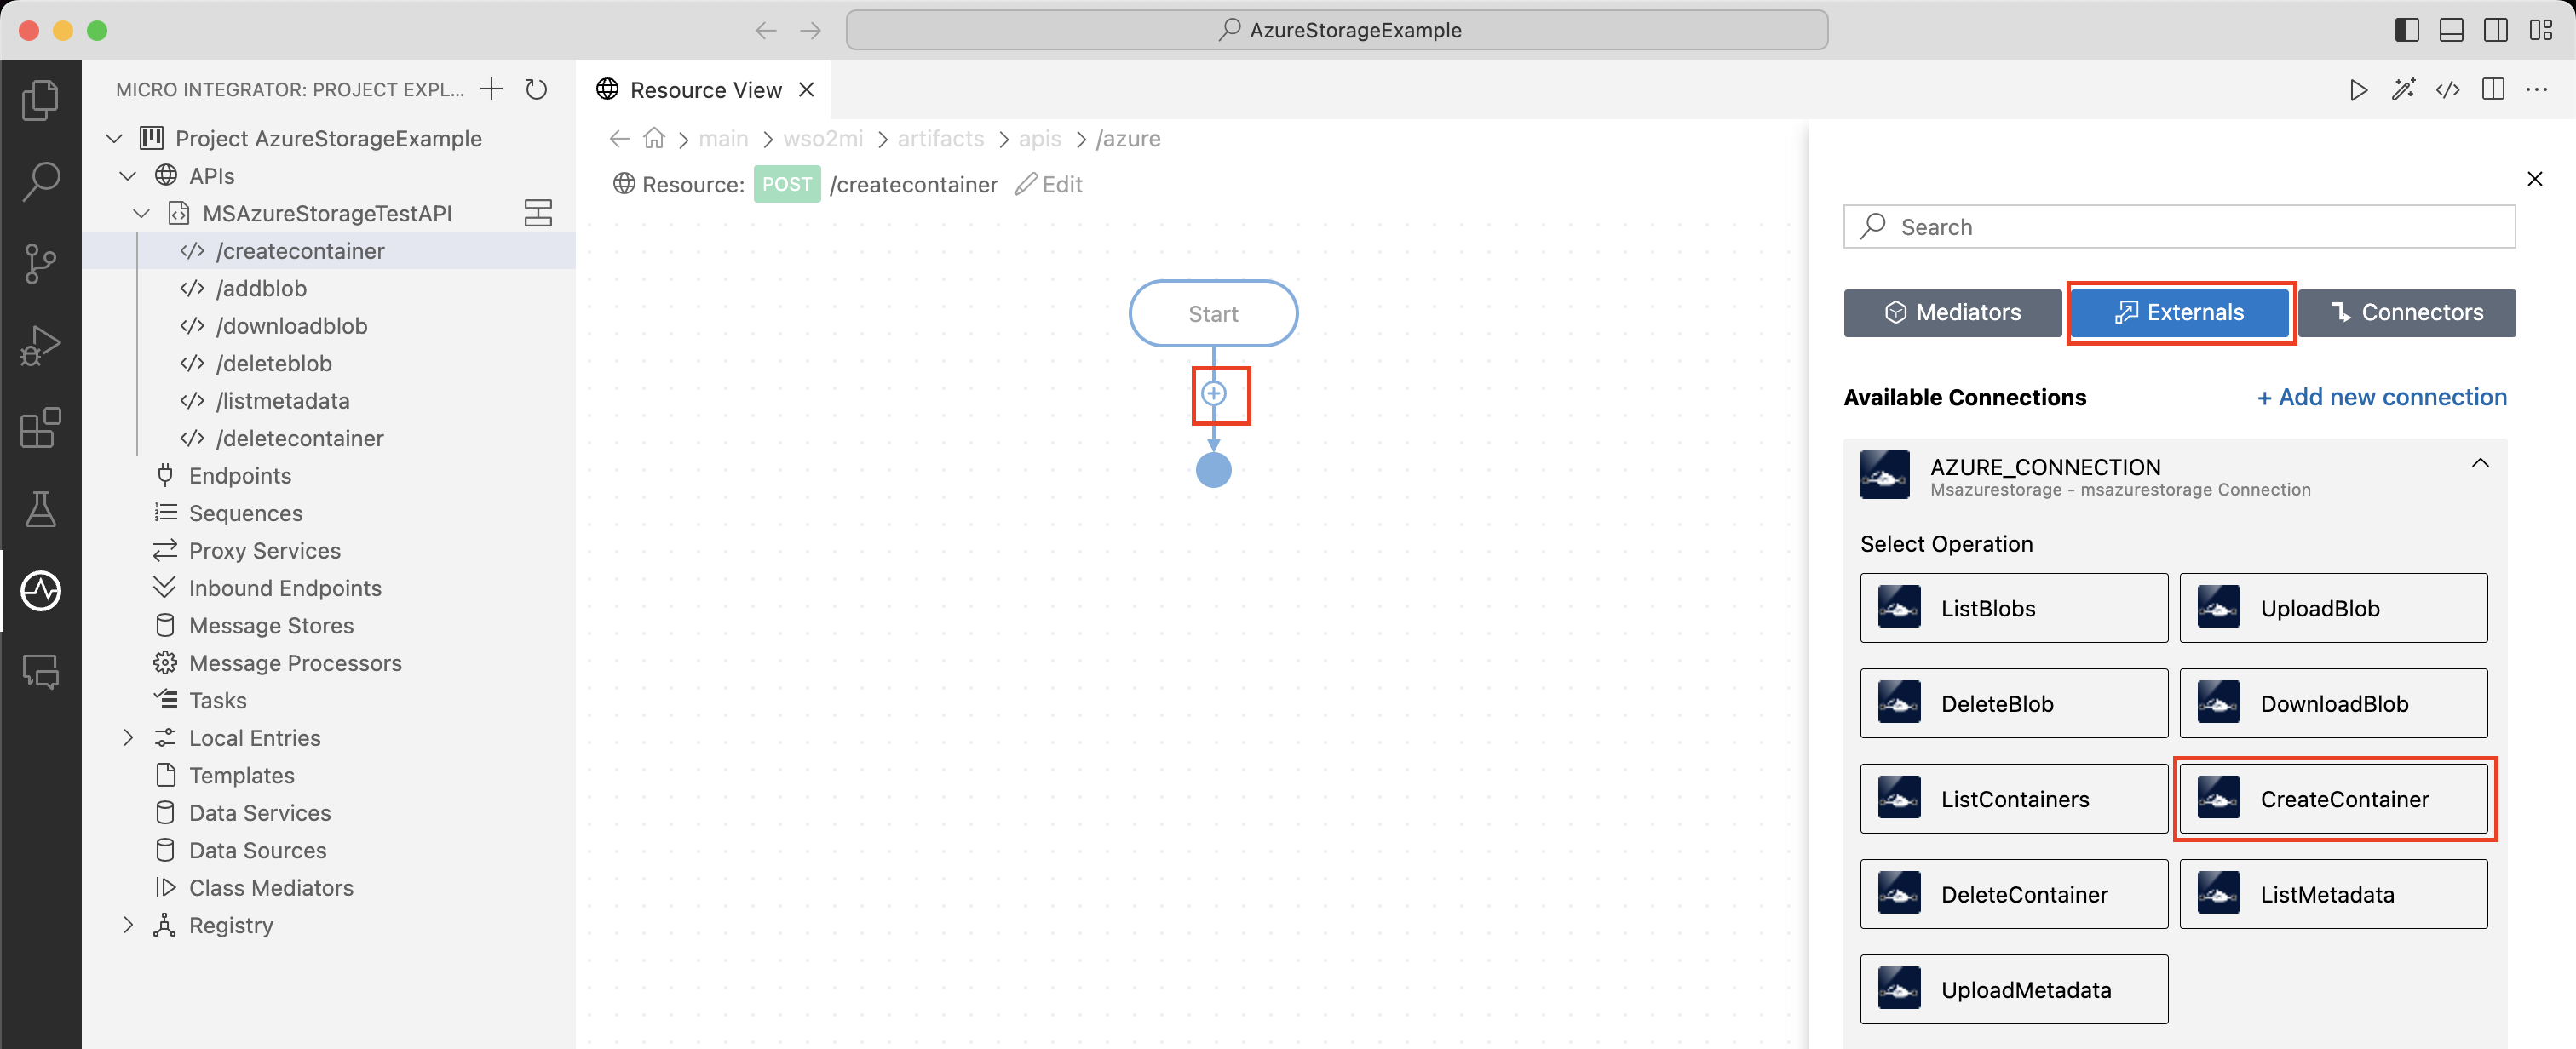 AzureStorageExample
MICRO INTEGRATOR: PROJECT EXPL...
Project AzureStorageExample
APIs
MSAzureStorageTestAPI
/createcontainer
/addblob
/downloadblob
/deleteblob
/listmetadata
/deletecontainer
Endpoints
Sequences
Proxy Services
Inbound Endpoints
Message Stores
Message Processors
Tasks
Local Entries
Templates
Data Services
Data Sources
Class Mediators
Registry
Resource View
main > wso2mi > artifacts > apis > /azure
Resource: POST /createcontainer Edit
Start
Search
Mediators Externals Connectors
Available Connections + Add new connection
AZURE_CONNECTION
Msazurestorage - msazurestorage Connection
Select Operation
ListBlobs UploadBlob
DeleteBlob DownloadBlob
ListContainers CreateContainer
DeleteContainer ListMetadata
UploadMetadata